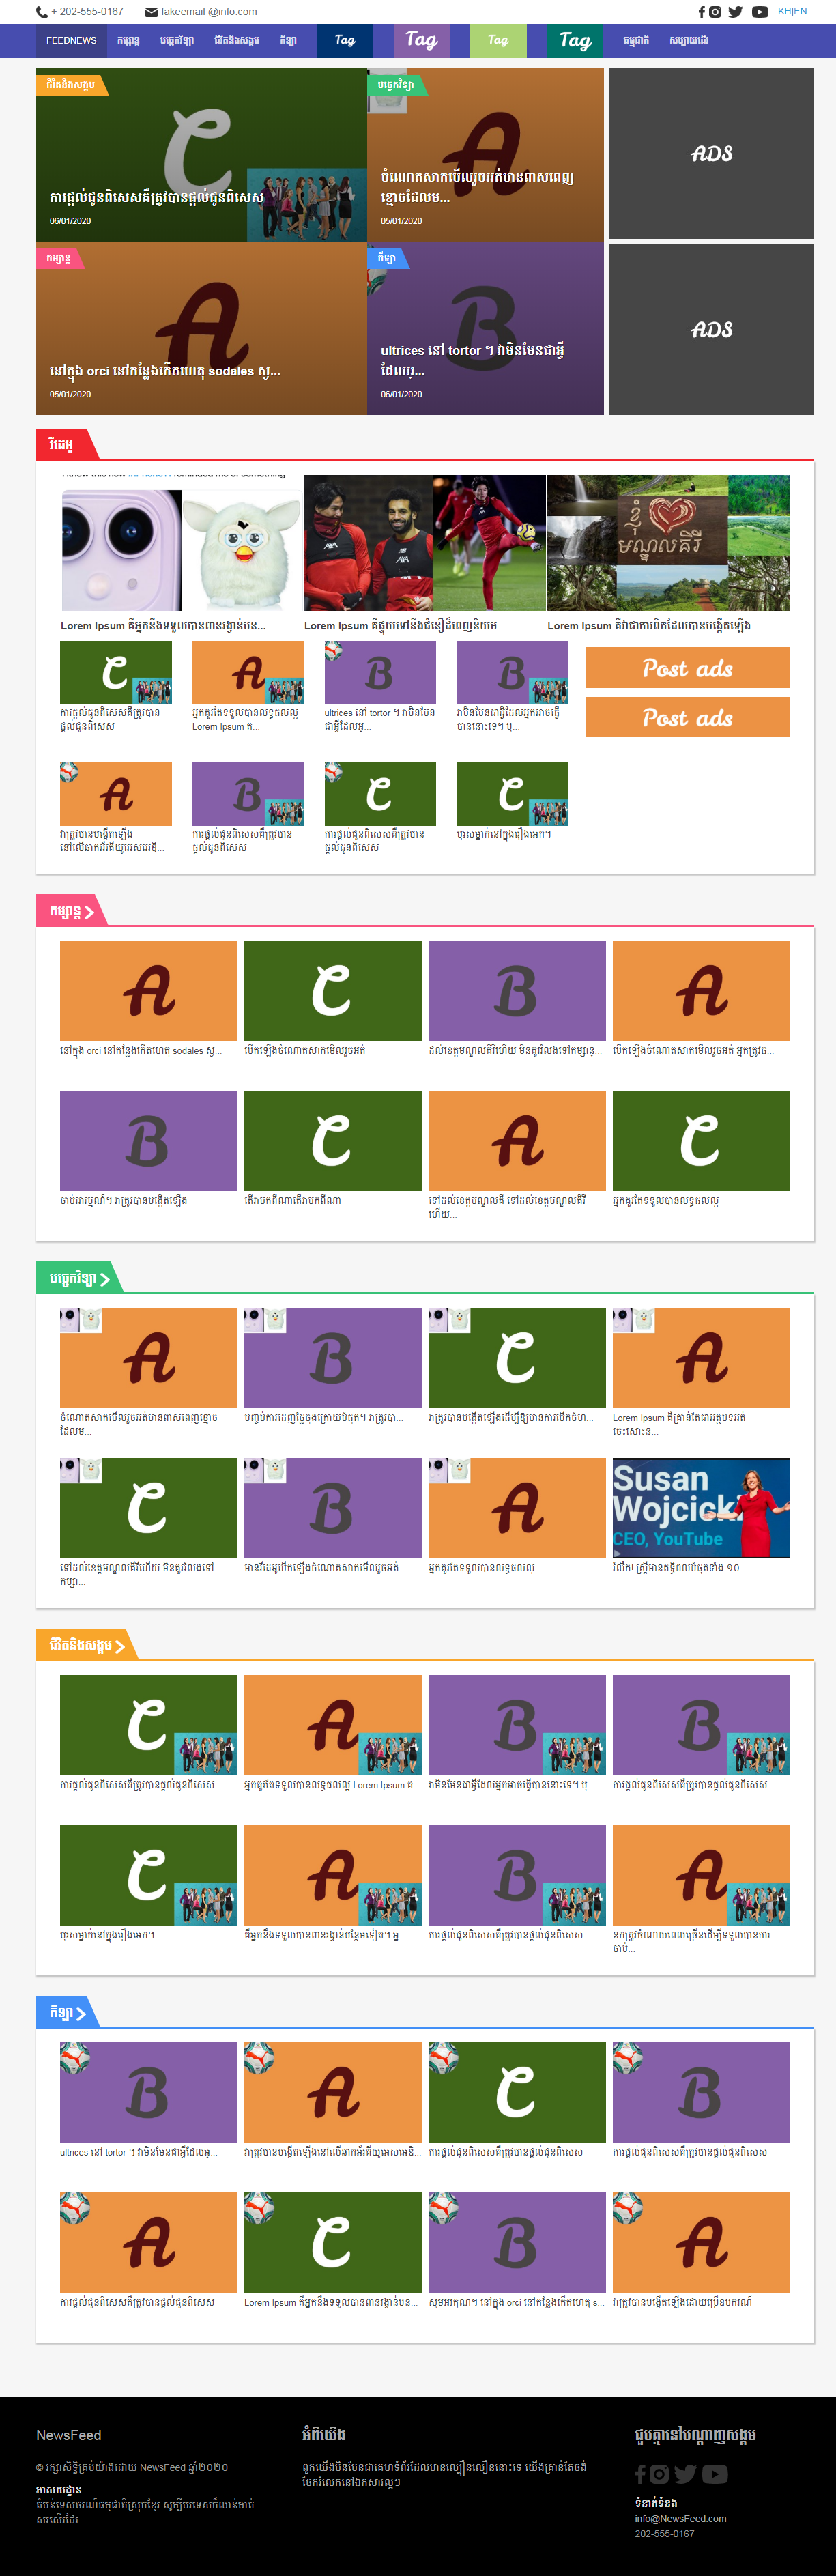 + 202-555-0167 fakeemail @info.com KH|EN
FEEDNEWS កម្សាន្ត បច្ចេកវិទ្យា ជីវិតនិងសង្គម កីឡា Tag Tag Tag Tag ធម្មជាតិ សប្បាយដើរ
ជីវិតនិងសង្គម
ការផ្តល់ជូនពិសេសគឺត្រូវបានផ្តល់ជូនពិសេស
06/01/2020
បច្ចេកវិទ្យា
ចំណោតសាកមើលរួចអត់មានពាសពេញ
ខ្មោចដែលម...
05/01/2020
ADS
កម្សាន្ត
នៅក្នុង orci នៅកន្លែងកើតហេតុ sodales ស្ង...
05/01/2020
កីឡា
ultrices នៅ tortor ។ វាមិនមែនជាអ្វី
ដែលអ្...
06/01/2020
ADS
វីដេអូ
Lorem Ipsum គឺអ្នកនឹងទទួលបានពានរង្វាន់បន...
Lorem Ipsum គឺផ្ទុយទៅនឹងជំនឿដ៏ពេញនិយម
Lorem Ipsum គឺវាជាការពិតដែលបានបង្កើតឡើង
ខ្ញុំ
មណ្ឌលគិរី
ការផ្តល់ជូនពិសេសគឺត្រូវបាន
ផ្តល់ជូនពិសេស
អ្នកគួរតែទទួលបានលទ្ធផលល្អ
Lorem Ipsum គ...
ultrices នៅ tortor ។ វាមិនមែន
ជាអ្វីដែលអ្...
វាមិនមែនជាអ្វីដែលអ្នកអាចធ្វើ
បាននោះទេ។ ប្...
Post ads
Post ads
វាត្រូវបានបង្កើតឡើង
នៅលើឆាកអ័រគីយូអេសអេឌិ...
ការផ្តល់ជូនពិសេសគឺត្រូវបាន
ផ្តល់ជូនពិសេស
ការផ្តល់ជូនពិសេសគឺត្រូវបាន
ផ្តល់ជូនពិសេស
បុរសម្នាក់នៅក្នុងរឿងអេក។
កម្សាន្ត
នៅក្នុង orci នៅកន្លែងកើតហេតុ sodales ស្ង...
បើកឡើងចំណោតសាកមើលរួចអត់
ដល់ខេត្តមណ្ឌលគីរីហើយ មិនគួររំលងទៅកម្សាន្...
បើកឡើងចំណោតសាកមើលរួចអត់ អ្នកត្រូវច...
ចាប់អារម្មណ៍។ វាត្រូវបានបង្កើតឡើង
តើវាមកពីណាតើវាមកពីណា
ទៅដល់ខេត្តមណ្ឌលគី ទៅដល់ខេត្តមណ្ឌលគីរី
ហើយ...
អ្នកគួរតែទទួលបានលទ្ធផលល្អ
បច្ចេកវិទ្យា
ចំណោតសាកមើលរួចអត់មានពាសពេញខ្មោច
ដែលម...
បញ្ចប់ការដេញថ្លៃចុងក្រោយបំផុត។ វាត្រូវបា...
វាត្រូវបានបង្កើតឡើងដើម្បីឱ្យមានការបើកចំហ...
Lorem Ipsum គឺគ្រាន់តែជាអត្ថបទអត់
ចេះសោះន...
ទៅដល់ខេត្តមណ្ឌលគីរីហើយ មិនគួររំលងទៅ
កម្សា...
មានវីដេអូបើកឡើងចំណោតសាកមើលរួចអត់
អ្នកគួរតែទទួលបានលទ្ធផលល្
Susan
Wojcicki
CEO, YouTube
រំលឹក! ស្ត្រីមានឥទ្ធិពលបំផុតទាំង ១០...
ជីវិតនិងសង្គម
ការផ្តល់ជូនពិសេសគឺត្រូវបានផ្តល់ជូនពិសេស
អ្នកគួរតែទទួលបានលទ្ធផលល្អ Lorem Ipsum គ...
វាមិនមែនជាអ្វីដែលអ្នកអាចធ្វើបាននោះទេ។ ប្...
ការផ្តល់ជូនពិសេសគឺត្រូវបានផ្តល់ជូនពិសេស
បុរសម្នាក់នៅក្នុងរឿងអេក។
គឺអ្នកនឹងទទួលបានពានរង្វាន់បន្ថែមទៀត។ អ្ន...
ការផ្តល់ជូនពិសេសគឺត្រូវបានផ្តល់ជូនពិសេស
នកត្រូវចំណាយពេលច្រើនដើម្បីទទួលបានការ
ចាប់...
កីឡា
ultrices នៅ tortor ។ វាមិនមែនជាអ្វីដែលអ្...
វាត្រូវបានបង្កើតឡើងនៅលើឆាកអ័រគីយូអេសអេឌិ...
ការផ្តល់ជូនពិសេសគឺត្រូវបានផ្តល់ជូនពិសេស
ការផ្តល់ជូនពិសេសគឺត្រូវបានផ្តល់ជូនពិសេស
ការផ្តល់ជូនពិសេសគឺត្រូវបានផ្តល់ជូនពិសេស
Lorem Ipsum គឺអ្នកនឹងទទួលបានពានរង្វាន់បន...
សូមអរគុណ។ នៅក្នុង orci នៅកន្លែងកើតហេតុ s...
វាត្រូវបានបង្កើតឡើងដោយប្រើឧបករណ៍
NewsFeed
© រក្សាសិទ្ធិគ្រប់យ៉ាងដោយ NewsFeed ឆ្នាំ២០២០
អាសយដ្ឋាន
តំបន់ទេសចរណ៍ធម្មជាតិស្រុកខ្មែរ សូម្បីបរទេសក៏លាន់មាត់
សរសើរដែរ
អំពីយើង
ពួកយើងមិនមែនជាគេហទំព័រដែលមានល្បឿនលឿននោះទេ យើងគ្រាន់តែចង់
ចែករំលែកនៅឯកសារល្អៗ
ជួបគ្នានៅបណ្តាញសង្គម
ទំនាក់ទំនង
info@NewsFeed.com
202-555-0167